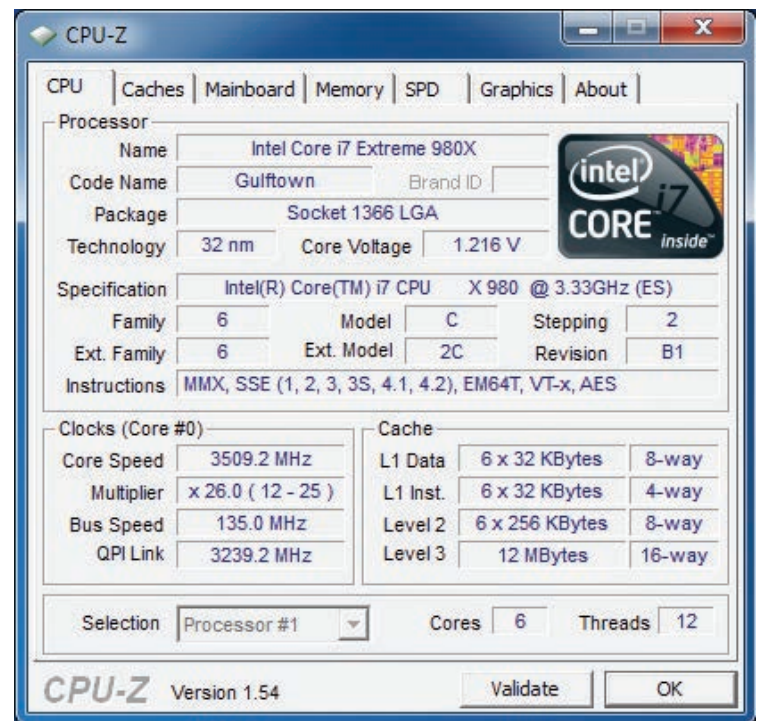 CPU-Z
CPU Caches Mainboard Memory SPD Graphics About
Processor
Name Intel Core i7 Extreme 980X
Code Name Gulftown Brand ID
Package Socket 1366 LGA
Technology 32 nm Core Voltage 1.216 V
intel i7
CORE inside™
Specification Intel(R) Core(TM) i7 CPU X 980 @ 3.33GHz (ES)
Family 6 Model C Stepping 2
Ext. Family 6 Ext. Model 2C Revision B1
Instructions MMX, SSE (1, 2, 3, 3S, 4.1, 4.2), EM64T, VT-x, AES
Clocks (Core #0) Cache
Core Speed 3509.2 MHz L1 Data 6 x 32 KBytes 8-way
Multiplier x 26.0 ( 12 - 25 ) L1 Inst. 6 x 32 KBytes 4-way
Bus Speed 135.0 MHz Level 2 6 x 256 KBytes 8-way
QPI Link 3239.2 MHz Level 3 12 MBytes 16-way
Selection Processor #1 Cores 6 Threads 12
CPU-Z Version 1.54 Validate OK